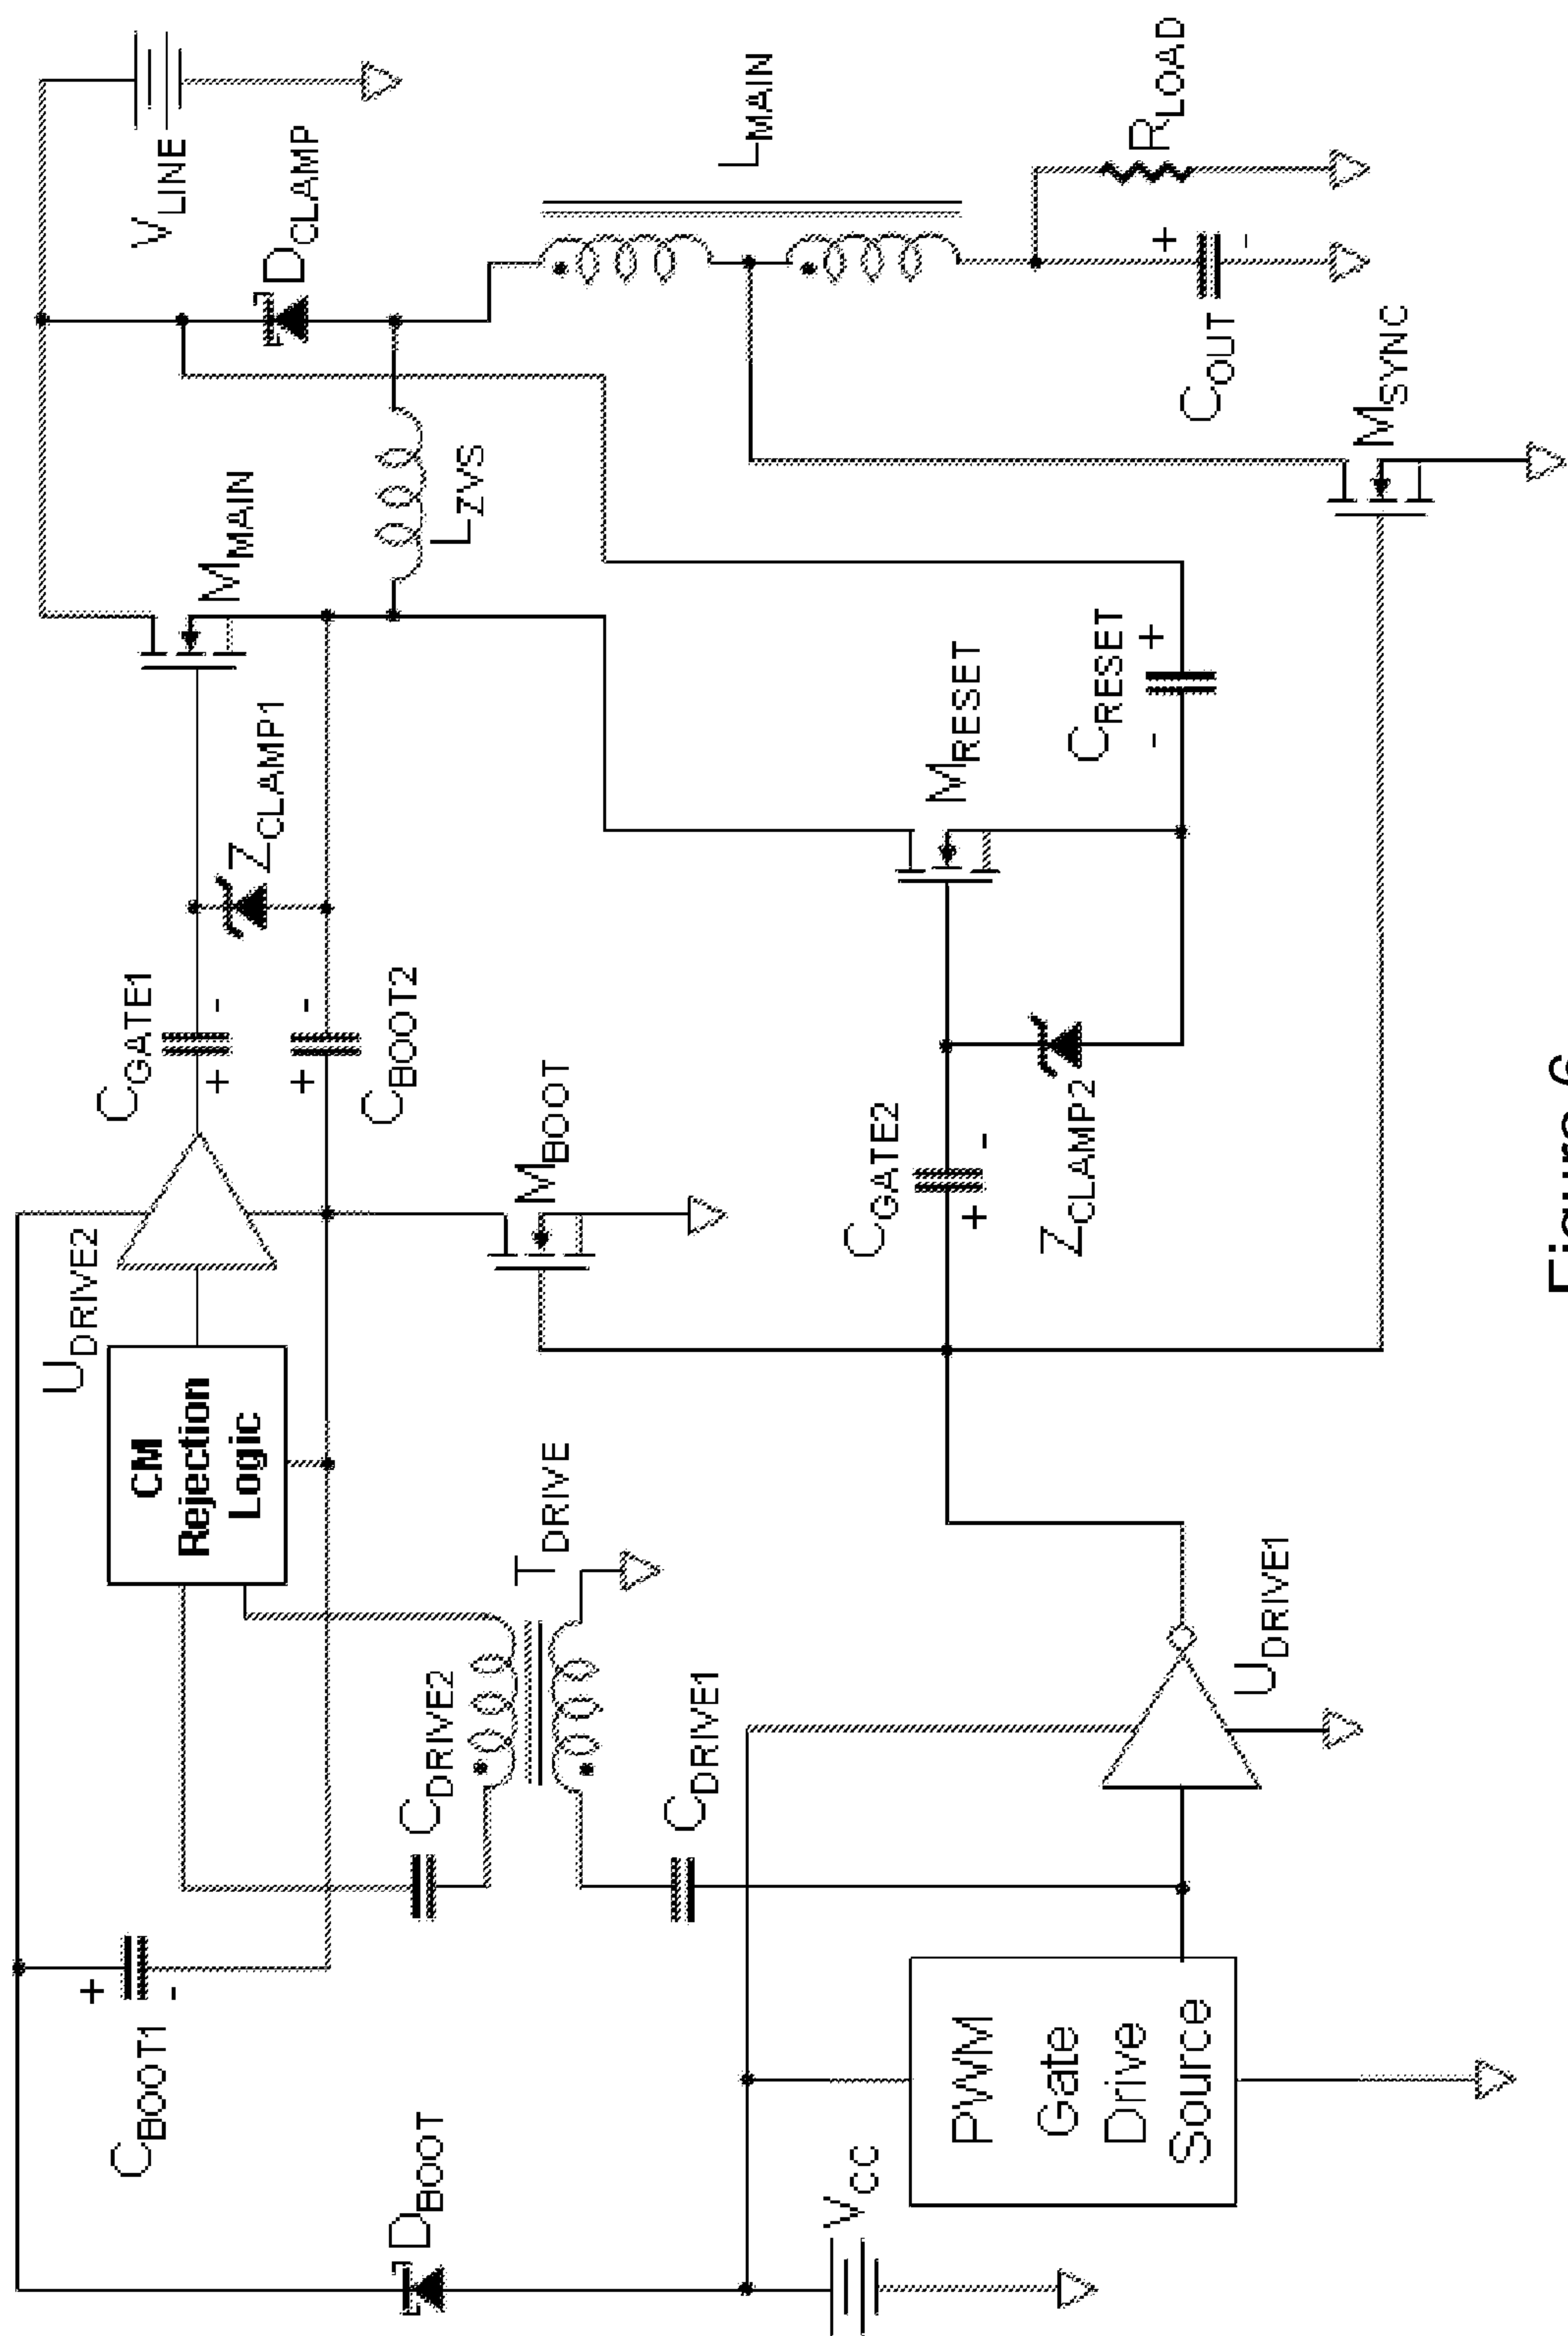 U_DRIVE2
C_GATE1
+ -
Z_CLAMP1
M_MAIN
V_LINE
D_CLAMP
C_BOOT1
+ -
CM
Rejection
Logic
+ -
C_BOOT2
L_ZVS
L_MAIN
D_BOOT
C_DRIVE2
T_DRIVE
M_BOOT
C_DRIVE1
V_CC
C_GATE2
+ -
M_RESET
Z_CLAMP2
C_RESET
- +
R_LOAD
C_OUT
+ -
M_SYNC
PWM
Gate
Drive
Source
U_DRIVE1
Figure 6